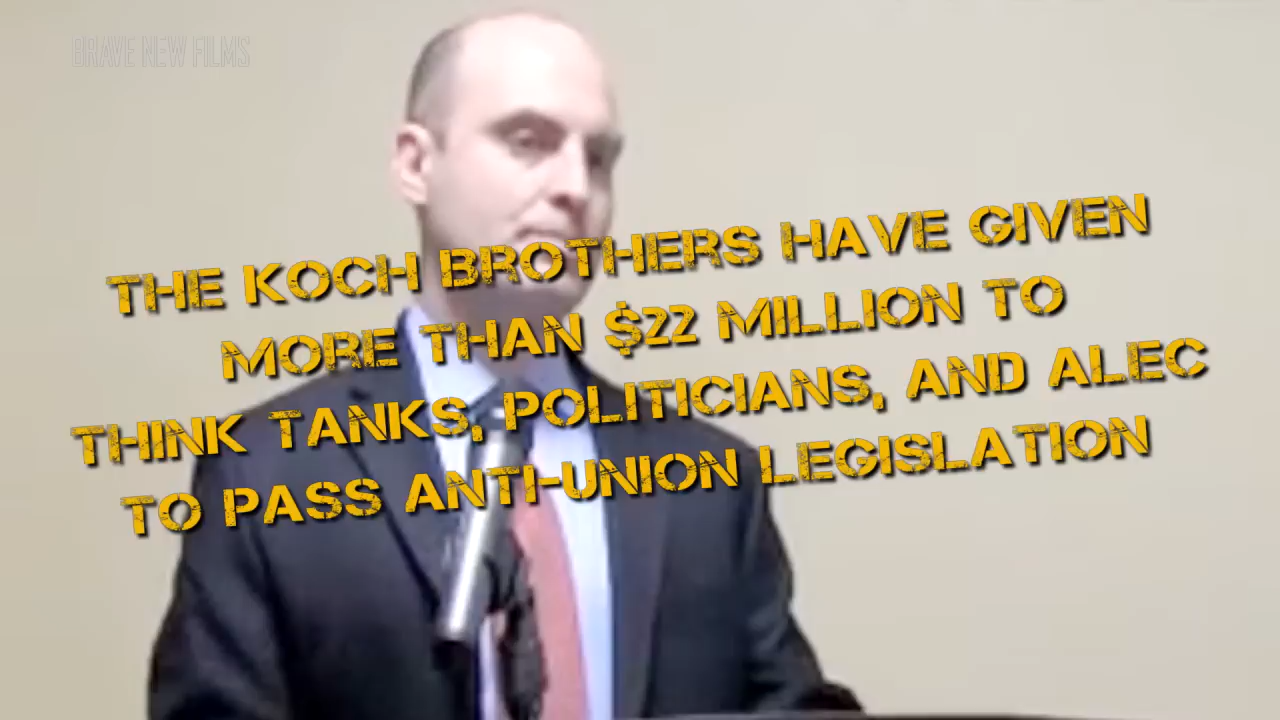 BRAVE NEW FILMS
THE KOCH BROTHERS HAVE GIVEN
MORE THAN $22 MILLION TO
THINK TANKS, POLITICIANS, AND ALEC
TO PASS ANTI-UNION LEGISLATION